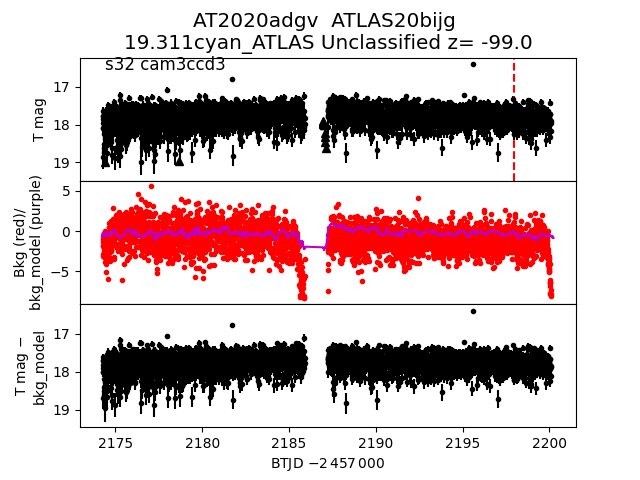 AT2020adgv  ATLAS20bijg
19.311cyan_ATLAS Unclassified z= -99.0
s32 cam3ccd3
17
18
19
T mag
5
0
−5
Bkg (red)/
bkg_model (purple)
17
18
19
T mag −
bkg_model
2175 2180 2185 2190 2195 2200
BTJD −2 457 000